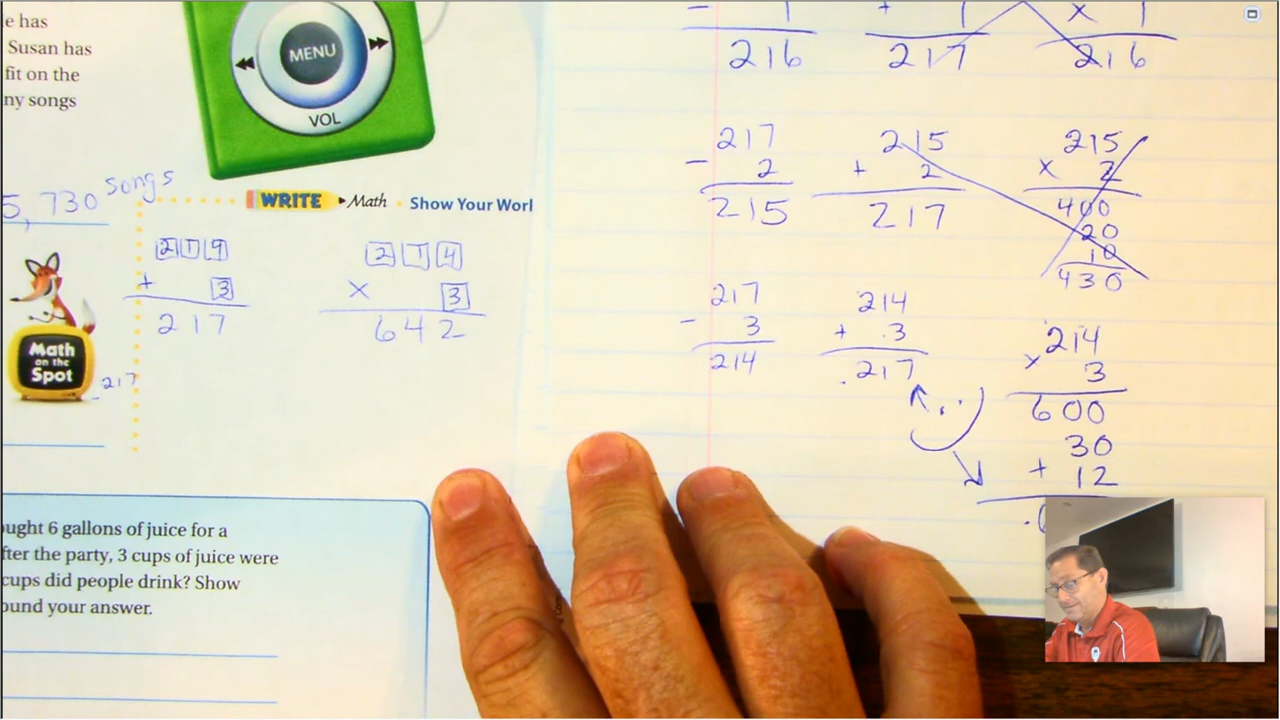 e has
Susan has
fit on the
ny songs
MENU
VOL
5,730 songs
WRITE Math Show Your Worl
219
+ 3
217
214
× 3
642
Math
on the
Spot
217
ught 6 gallons of juice for a
fter the party, 3 cups of juice were
cups did people drink? Show
ound your answer.
- 1
216
+ 1
217
× 1
216
217
- 2
215
215
+ 2
217
215
× 2
400
20
10
430
217
- 3
214
214
+ 3
217
214
× 3
600
30
+ 12